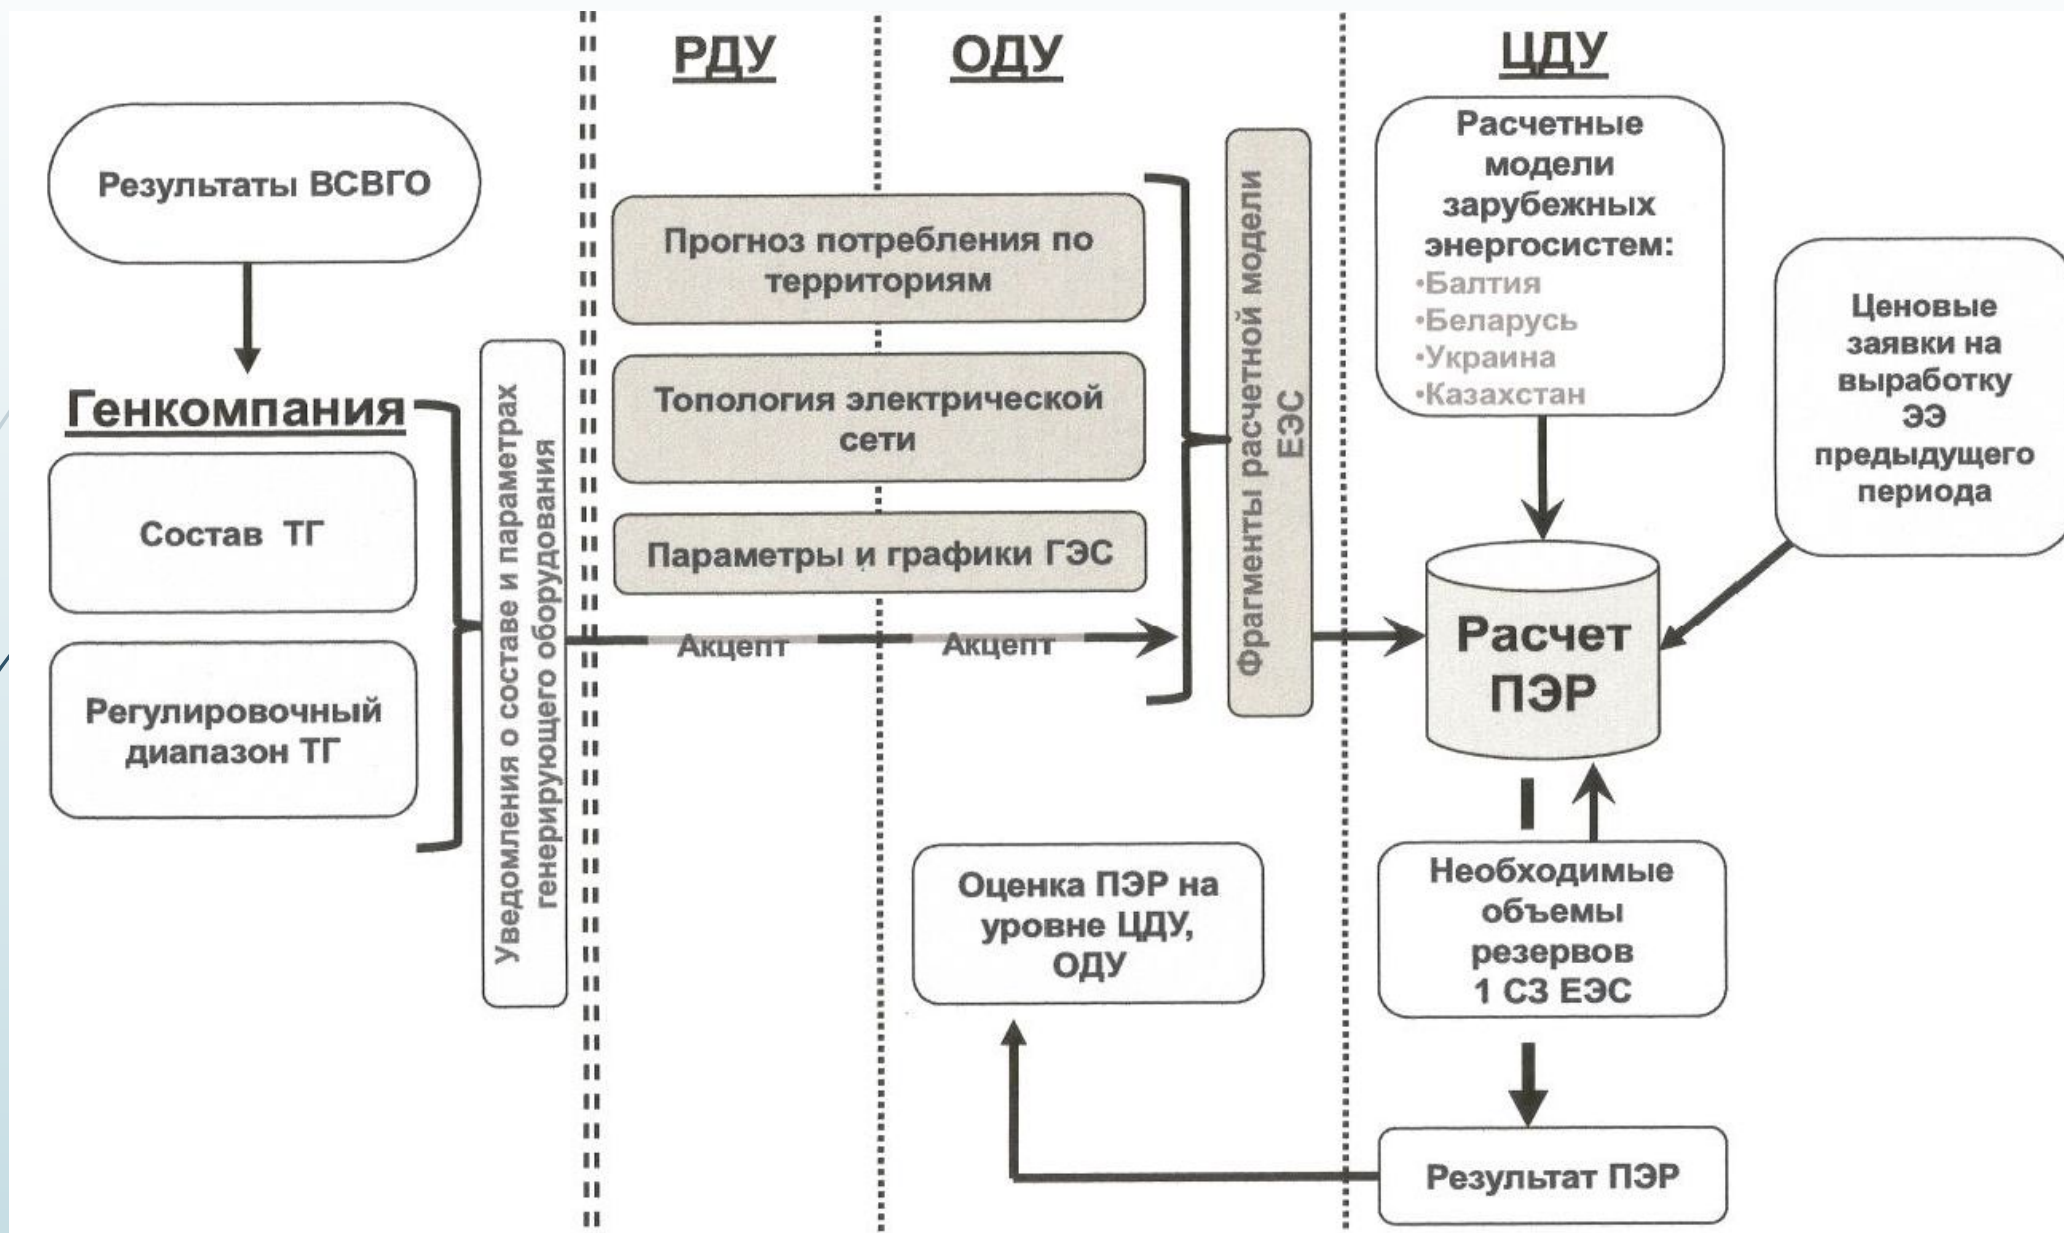 РДУ
ОДУ
ЦДУ
Результаты ВСВГО
Генкомпания
Состав ТГ
Регулировочный
диапазон ТГ
Уведомления о составе и параметрах
генерирующего оборудования
Прогноз потребления по
территориям
Топология электрической
сети
Параметры и графики ГЭС
Акцепт
Акцепт
Фрагменты расчетной модели
ЕЭС
Расчетные
модели
зарубежных
энергосистем:
•Балтия
•Беларусь
•Украина
•Казахстан
Ценовые
заявки на
выработку
ЭЭ
предыдущего
периода
Расчет
ПЭР
Необходимые
объемы
резервов
1 СЗ ЕЭС
Оценка ПЭР на
уровне ЦДУ,
ОДУ
Результат ПЭР